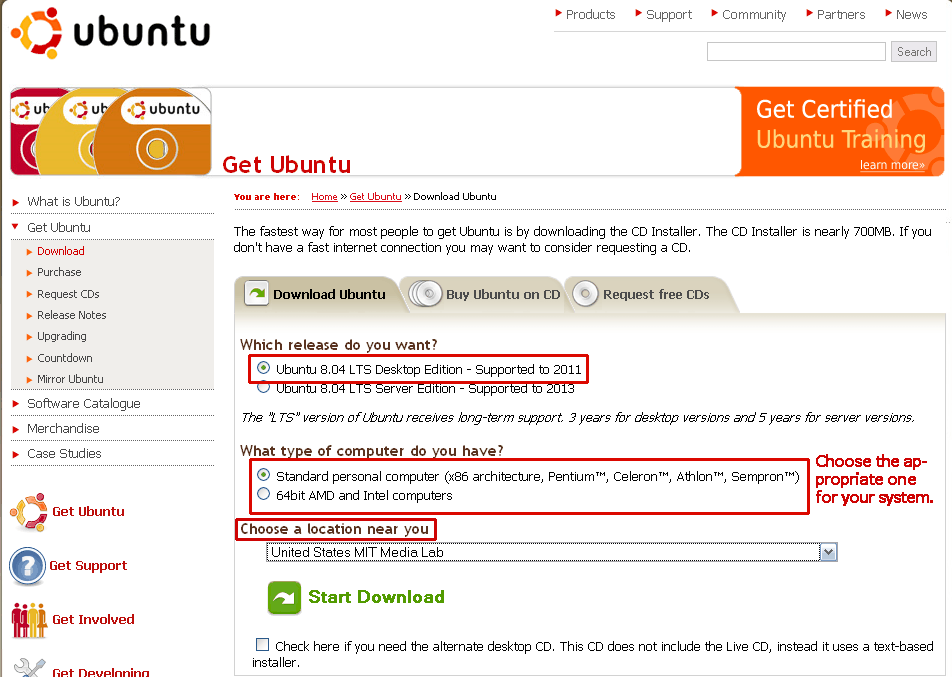 ubuntu
Products
Support
Community
Partners
News
Search
ub
ub
ubuntu
Get Ubuntu
Get Certified
Ubuntu Training
learn more»
What is Ubuntu?
Get Ubuntu
Download
Purchase
Request CDs
Release Notes
Upgrading
Countdown
Mirror Ubuntu
Software Catalogue
Merchandise
Case Studies
Get Ubuntu
Get Support
Get Involved
Get Developing
You are here: Home » Get Ubuntu » Download Ubuntu
The fastest way for most people to get Ubuntu is by downloading the CD Installer. The CD Installer is nearly 700MB. If you
don't have a fast internet connection you may want to consider requesting a CD.
Download Ubuntu
Buy Ubuntu on CD
Request free CDs
Which release do you want?
Ubuntu 8.04 LTS Desktop Edition - Supported to 2011
Ubuntu 8.04 LTS Server Edition - Supported to 2013
The "LTS" version of Ubuntu receives long-term support. 3 years for desktop versions and 5 years for server versions.
What type of computer do you have?
Standard personal computer (x86 architecture, Pentium™, Celeron™, Athlon™, Sempron™)
64bit AMD and Intel computers
Choose the ap-
propriate one
for your system.
Choose a location near you
United States MIT Media Lab
Start Download
Check here if you need the alternate desktop CD. This CD does not include the Live CD, instead it uses a text-based
installer.